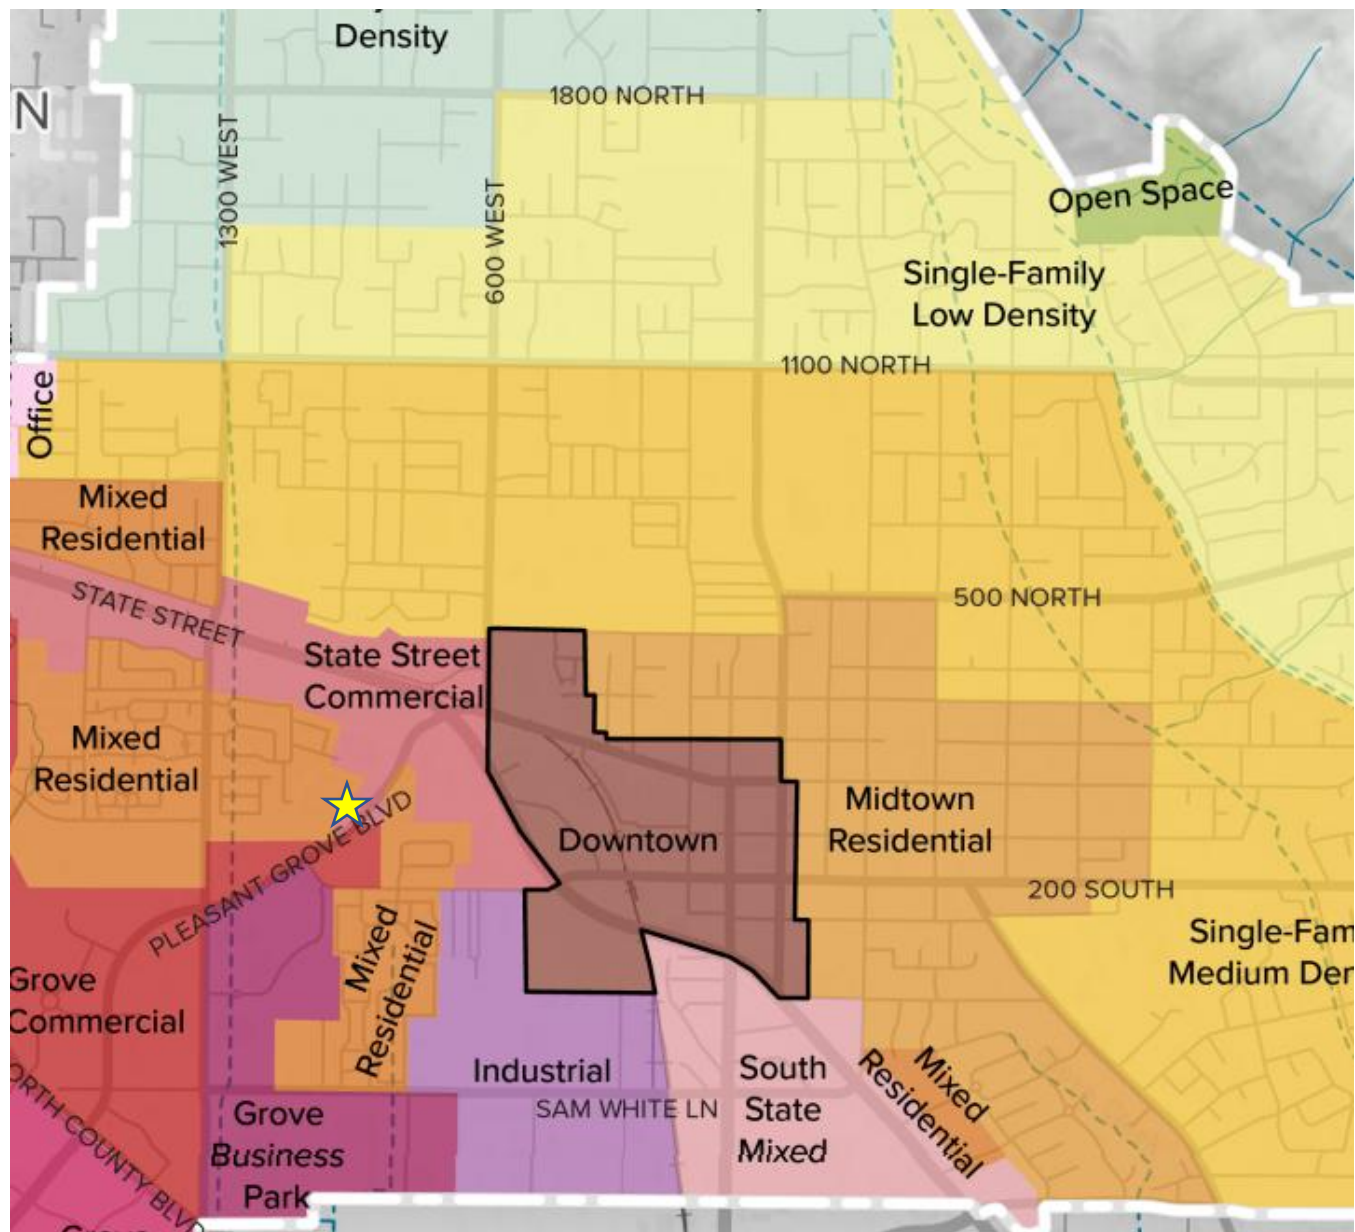 Density
N
1800 NORTH
1300 WEST
600 WEST
Open Space
Single-Family
Low Density
1100 NORTH
Office
Mixed
Residential
500 NORTH
STATE STREET
State Street
Commercial
Mixed
Residential
PLEASANT GROVE BLVD
Downtown
Midtown
Residential
200 SOUTH
Single-Fam
Medium Den
Mixed
Residential
Grove
Commercial
Industrial
SAM WHITE LN
South
State
Mixed
Mixed
Residential
Grove
Business
Park
ORTH COUNTY BLVD